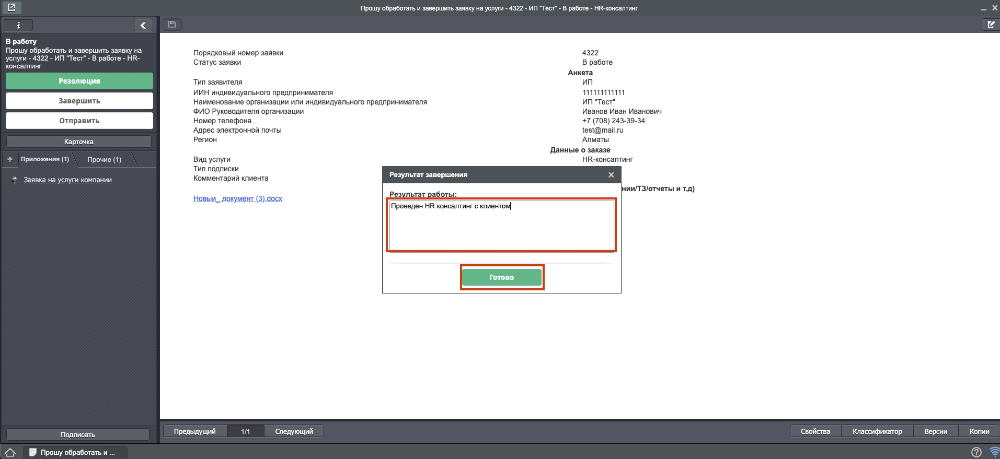 Прошу обработать и завершить заявку на услуги - 4322 - ИП "Тест" - В работе - HR-консалтинг
В работу
Прошу обработать и завершить заявку на
услуги - 4322 - ИП "Тест" - В работе - HR-
консалтинг
Резолюция
Завершить
Отправить
Карточка
Приложения (1)
Прочие (1)
Заявка на услуги компании
Подписать
Порядковый номер заявки 4322
Статус заявки В работе
Анкета
Тип заявителя ИП
ИИН индивидуального предпринимателя 111111111111
Наименование организации или индивидуального предпринимателя ИП "Тест"
ФИО Руководителя организации Иванов Иван Иванович
Номер телефона +7 (708) 243-39-34
Адрес электронной почты test@mail.ru
Регион Алматы
Данные о заказе
Вид услуги HR-консалтинг
Тип подписки
Комментарий клиента
нии/ТЗ/отчеты и т.д)
Новыи_ документ (3).docx
Результат завершения
Результат работы:
Проведен HR консалтинг с клиентом
Готово
Предыдущий 1/1 Следующий
Свойства Классификатор Версии Копии
Прошу обработать и ...